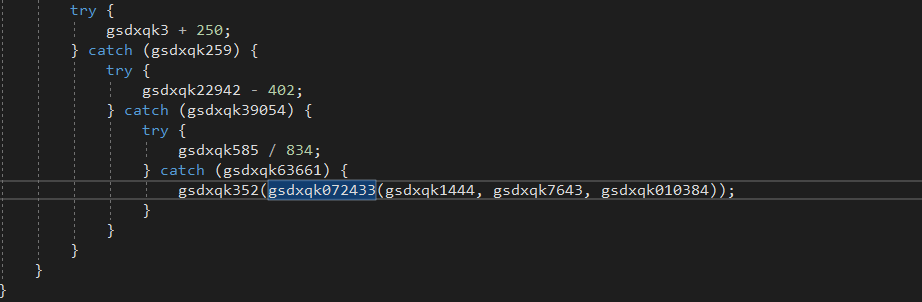 try {
gsdxqk3 + 250;
} catch (gsdxqk259) {
try {
gsdxqk22942 - 402;
} catch (gsdxqk39054) {
try {
gsdxqk585 / 834;
} catch (gsdxqk63661) {
gsdxqk352(gsdxqk072433(gsdxqk1444, gsdxqk7643, gsdxqk010384));
}
}
}
}
}